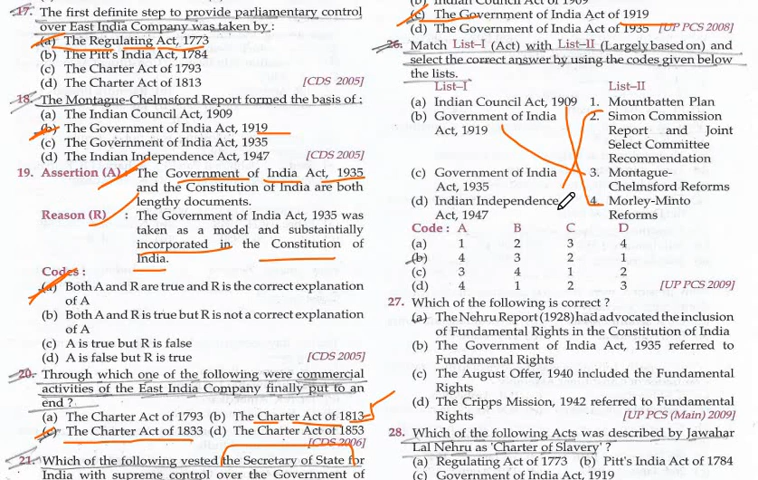 17. The first definite step to provide parliamentary control
over East India Company was taken by :
(a) The Regulating Act, 1773
(b) The Pitt's India Act, 1784
(c) The Charter Act of 1793
(d) The Charter Act of 1813 [CDS 2005]
18. The Montague-Chelmsford Report formed the basis of :
(a) The Indian Council Act, 1909
(b) The Government of India Act, 1919
(c) The Government of India Act, 1935
(d) The Indian Independence Act, 1947 [CDS 2005]
19. Assertion (A) : The Government of India Act, 1935
and the Constitution of India are both
lengthy documents.
Reason (R) : The Government of India Act, 1935 was
taken as a model and substaintially
incorporated in the Constitution of
India.
Codes :
(a) Both A and R are true and R is the correct explanation
of A
(b) Both A and R is true but R is not a correct explanation
of A
(c) A is true but R is false
(d) A is false but R is true [CDS 2005]
20. Through which one of the following were commercial
activities of the East India Company finally put to an
end ?
(a) The Charter Act of 1793 (b) The Charter Act of 1813
(c) The Charter Act of 1833 (d) The Charter Act of 1853
[CDS 2006]
21. Which of the following vested the Secretary of State for
India with supreme control over the Government of
(b) Indian Council Act of 1909
(c) The Government of India Act of 1919
(d) The Government of India Act of 1935 [UP PCS 2008]
26. Match List–I (Act) with List–II (Largely based on) and
select the correct answer by using the codes given below
the lists.
List–I List–II
(a) Indian Council Act, 1909 1. Mountbatten Plan
(b) Government of India 2. Simon Commission
Act, 1919 Report and Joint
Select Committee
Recommendation
(c) Government of India 3. Montague-
Act, 1935 Chelmsford Reforms
(d) Indian Independence 4. Morley-Minto
Act, 1947 Reforms
Code : A B C D
(a) 1 2 3 4
(b) 4 3 2 1
(c) 3 4 1 2
(d) 4 1 2 3 [UP PCS 2009]
27. Which of the following is correct ?
(a) The Nehru Report (1928) had advocated the inclusion
of Fundamental Rights in the Constitution of India
(b) The Government of India Act, 1935 referred to
Fundamental Rights
(c) The August Offer, 1940 included the Fundamental
Rights
(d) The Cripps Mission, 1942 referred to Fundamental
Rights [UP PCS (Main) 2009]
28. Which of the following Acts was described by Jawahar
Lal Nehru as 'Charter of Slavery' ?
(a) Regulating Act of 1773 (b) Pitt's India Act of 1784
(c) Government of India Act, 1919